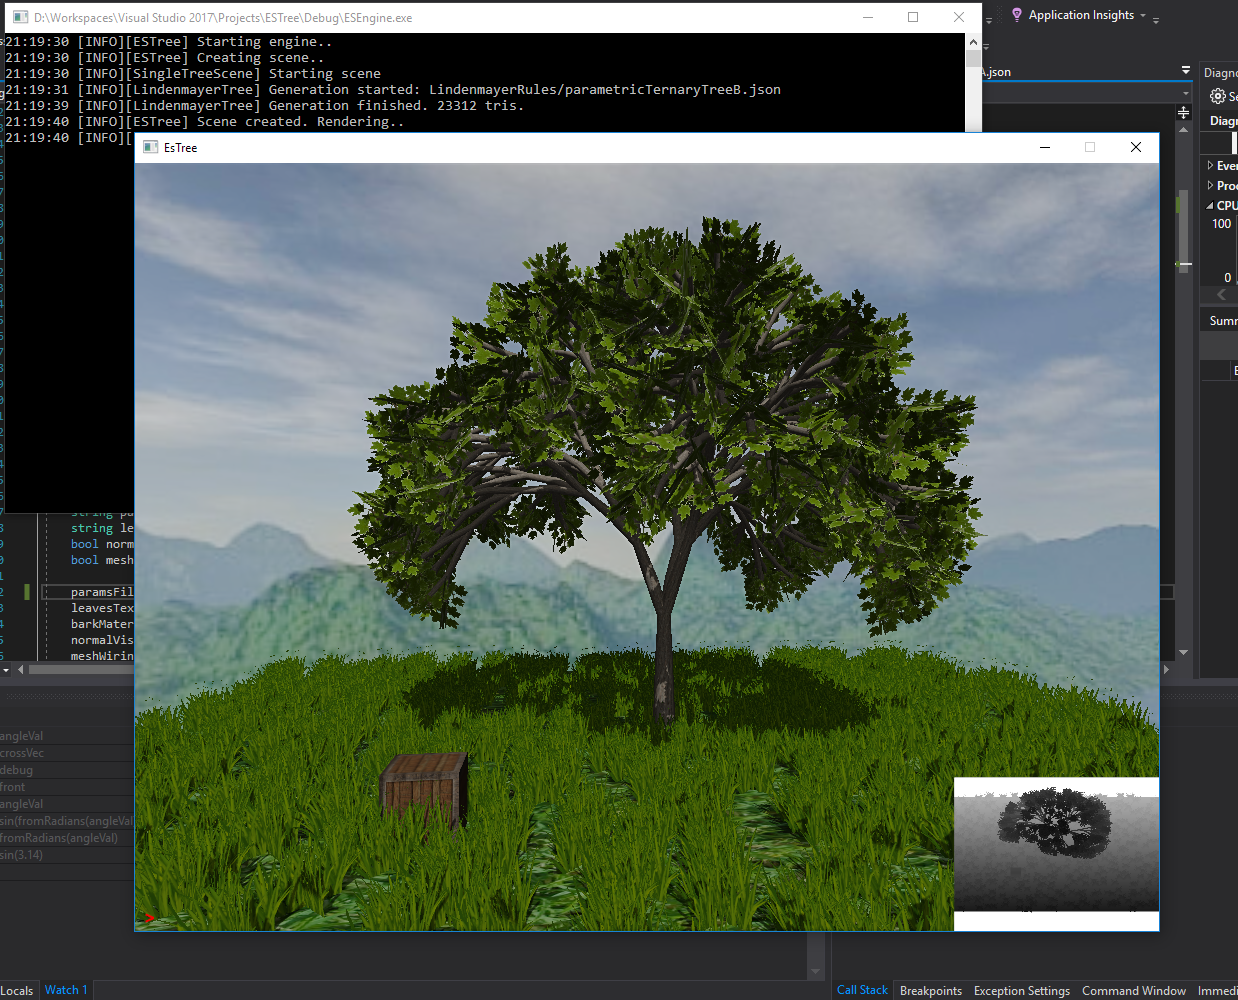 D:\Workspaces\Visual Studio 2017\Projects\ESTree\Debug\ESEngine.exe
Application Insights
21:19:30 [INFO][ESTree] Starting engine..
21:19:30 [INFO][ESTree] Creating scene..
21:19:30 [INFO][SingleTreeScene] Starting scene
21:19:31 [INFO][LindenmayerTree] Generation started: LindenmayerRules/parametricTernaryTreeB.json
21:19:39 [INFO][LindenmayerTree] Generation finished. 23312 tris.
21:19:40 [INFO][ESTree] Scene created. Rendering..
21:19:40 [INFO][
.json
Diagno
Se
Diagr
Eve
Proc
CPU
100
0
Summ
E
EsTree
string pa
string le
bool norm
bool mesh
paramsFil
leavesTex
barkMater
normalVis
meshWirin
angleVal
crossVec
debug
front
angleVal
sin(fromRadians(angleVal
fromRadians(angleVal)
sin(3.14)
>
Locals
Watch 1
Call Stack
Breakpoints
Exception Settings
Command Window
Immedi